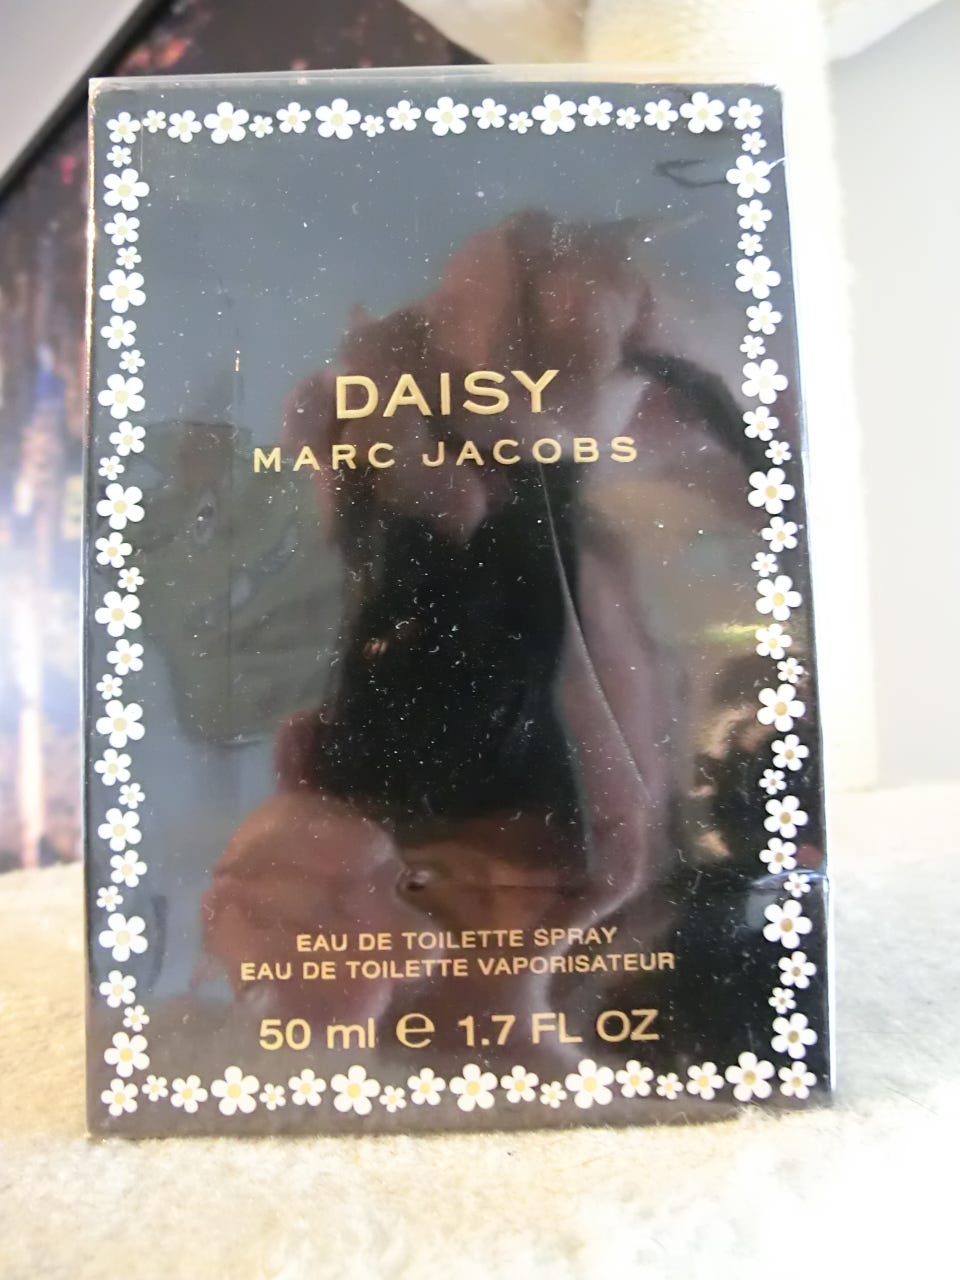 DAISY
MARC JACOBS
EAU DE TOILETTE SPRAY
EAU DE TOILETTE VAPORISATEUR
50 ml ℮ 1.7 FL OZ